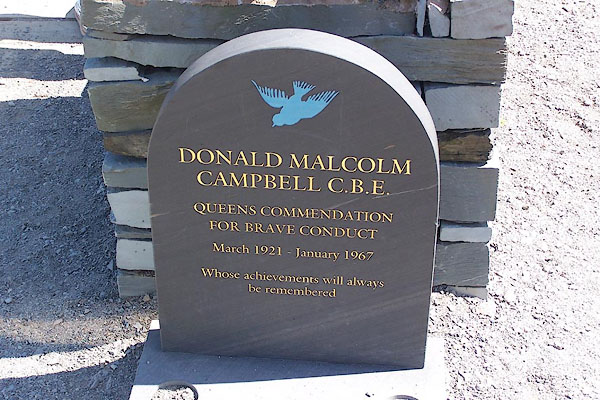 DONALD MALCOLM
CAMPBELL C.B.E.
QUEENS COMMENDATION
FOR BRAVE CONDUCT
March 1921 - January 1967
Whose achievements will always
be remembered